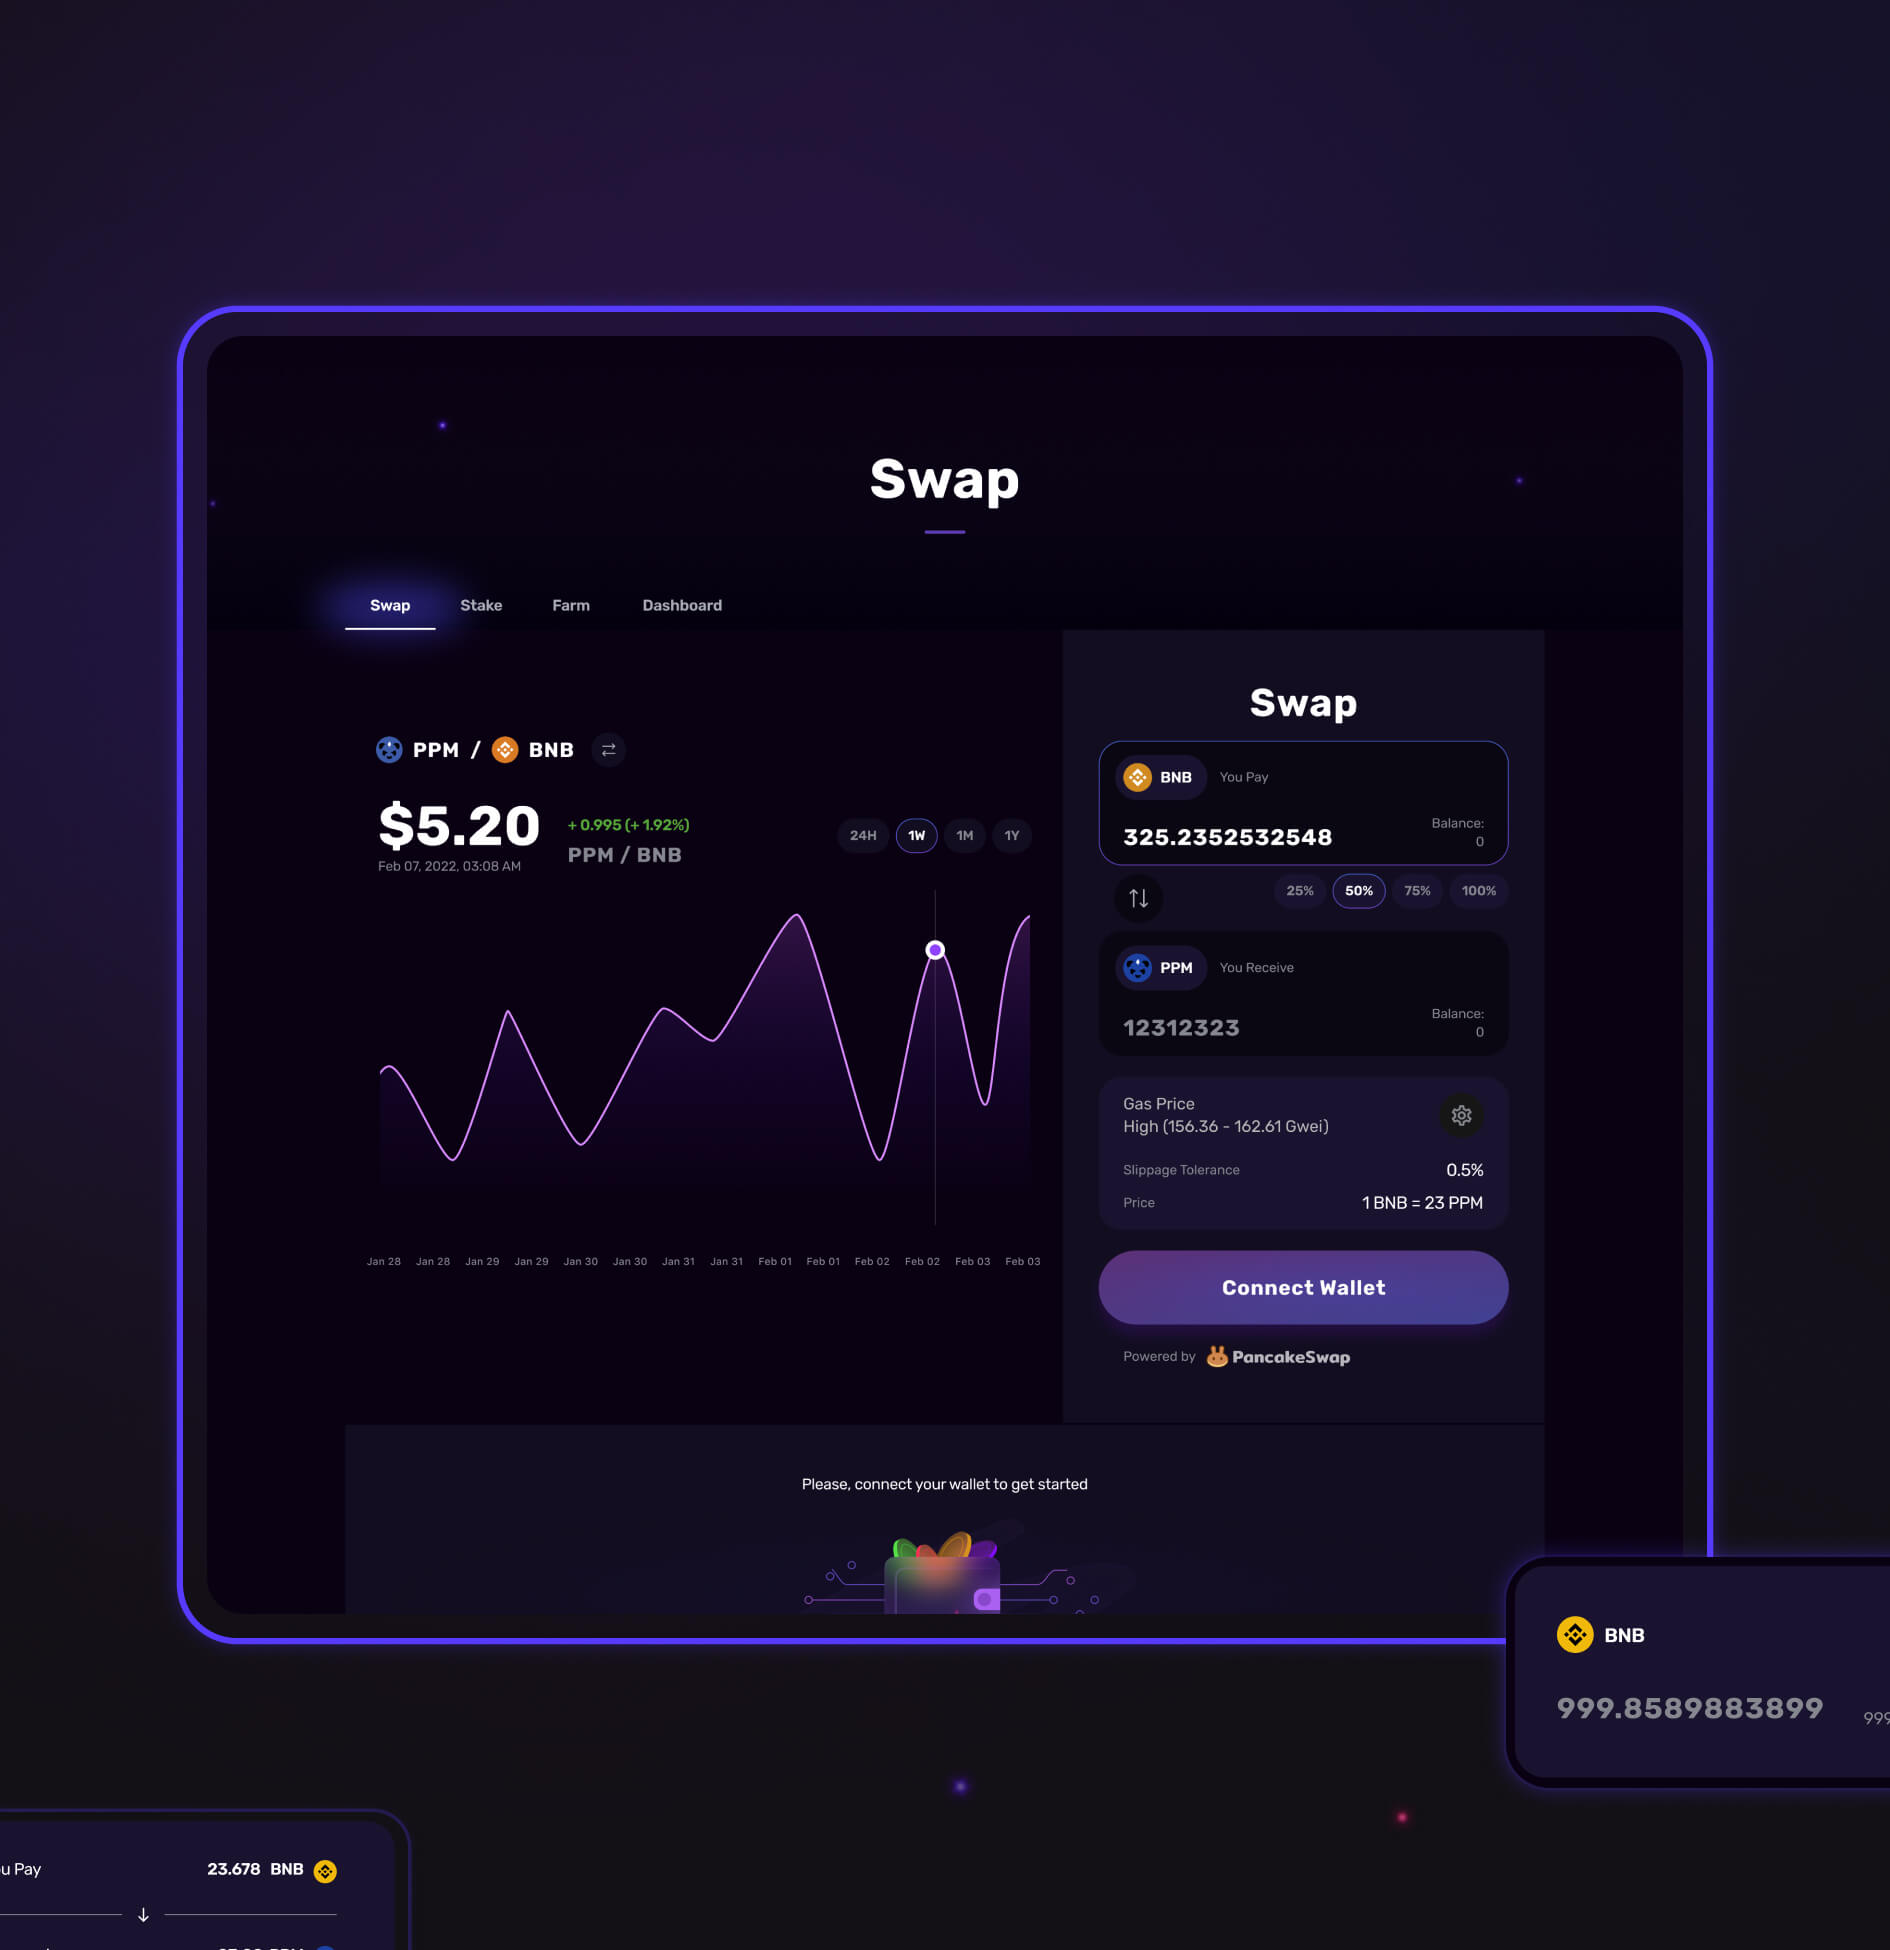 Swap
Swap Stake Farm Dashboard
PPM / BNB
$5.20
+ 0.995 (+ 1.92%)
PPM / BNB
Feb 07, 2022, 03:08 AM
24H 1W 1M 1Y
Jan 28 Jan 28 Jan 29 Jan 29 Jan 30 Jan 30 Jan 31 Jan 31 Feb 01 Feb 01 Feb 02 Feb 02 Feb 03 Feb 03
Swap
BNB You Pay
325.2352532548
Balance:
0
25% 50% 75% 100%
PPM You Receive
12312323
Balance:
0
Gas Price
High (156.36 - 162.61 Gwei)
Slippage Tolerance 0.5%
Price 1 BNB = 23 PPM
Connect Wallet
Powered by PancakeSwap
Please, connect your wallet to get started
BNB
999.8589883899 999
u Pay 23.678 BNB